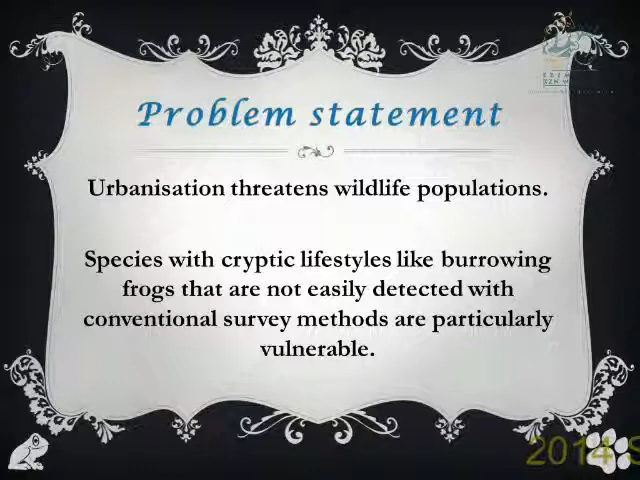 Problem statement
Urbanisation threatens wildlife populations.
Species with cryptic lifestyles like burrowing
frogs that are not easily detected with
conventional survey methods are particularly
vulnerable.
2014 S